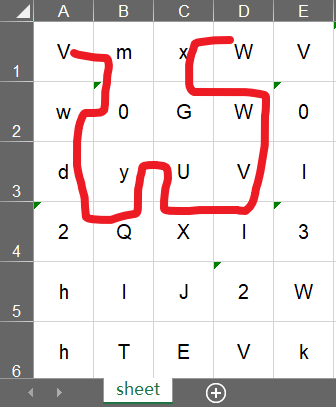 A B C D E
1 V m x W V
2 w 0 G W 0
3 d y U V I
4 2 Q X I 3
5 h I J 2 W
6 h T E V k
sheet